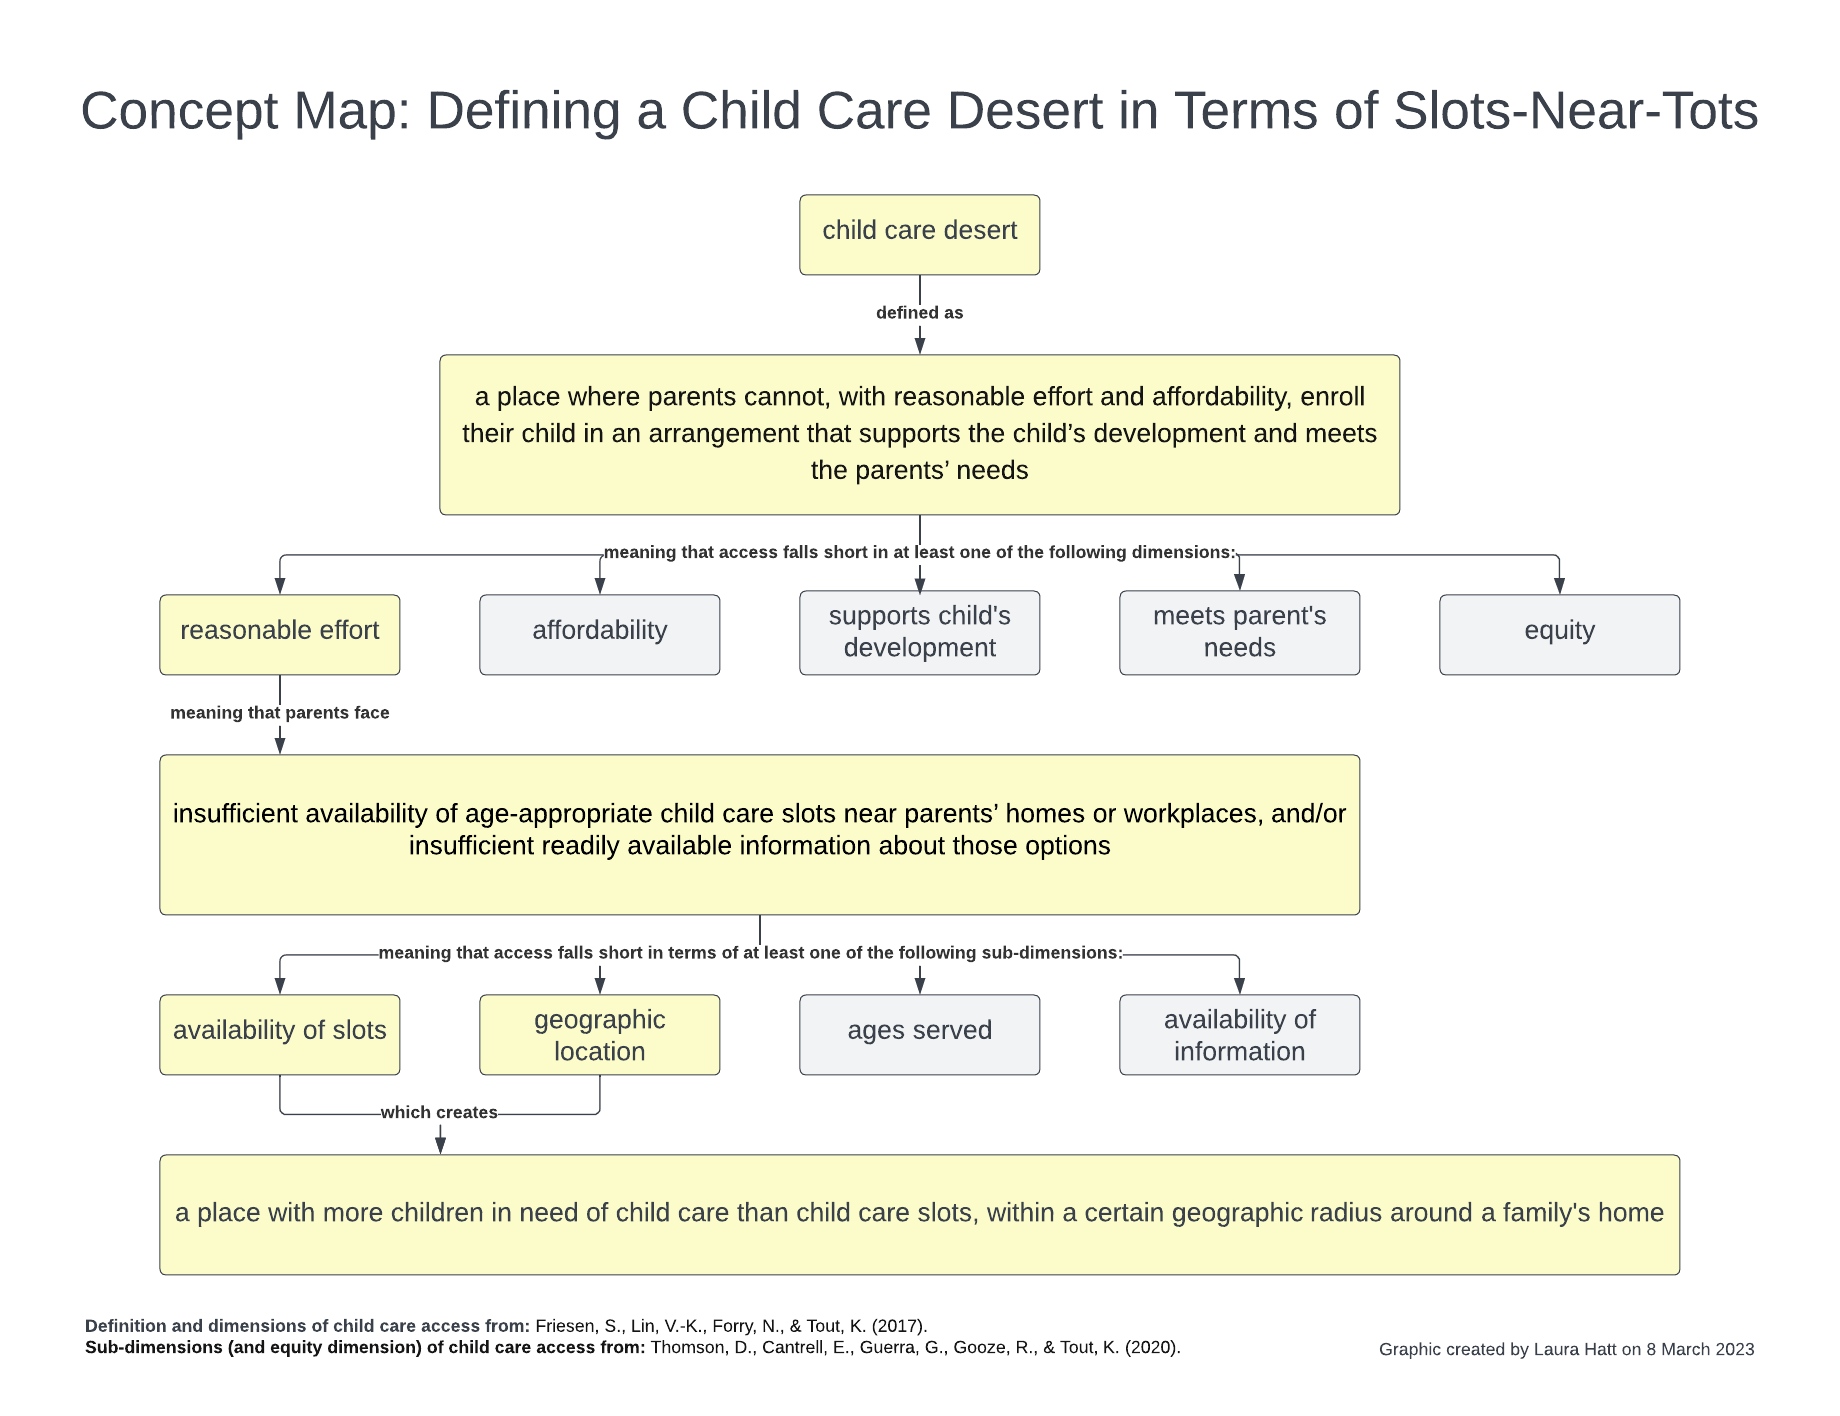 Concept Map: Defining a Child Care Desert in Terms of Slots-Near-Tots
child care desert
defined as
a place where parents cannot, with reasonable effort and affordability, enroll
their child in an arrangement that supports the child’s development and meets
the parents’ needs
meaning that access falls short in at least one of the following dimensions:
reasonable effort
affordability
supports child's
development
meets parent's
needs
equity
meaning that parents face
insufficient availability of age-appropriate child care slots near parents’ homes or workplaces, and/or
insufficient readily available information about those options
meaning that access falls short in terms of at least one of the following sub-dimensions:
availability of slots
geographic
location
ages served
availability of
information
which creates
a place with more children in need of child care than child care slots, within a certain geographic radius around a family's home
Definition and dimensions of child care access from: Friesen, S., Lin, V.-K., Forry, N., & Tout, K. (2017).
Sub-dimensions (and equity dimension) of child care access from: Thomson, D., Cantrell, E., Guerra, G., Gooze, R., & Tout, K. (2020).
Graphic created by Laura Hatt on 8 March 2023